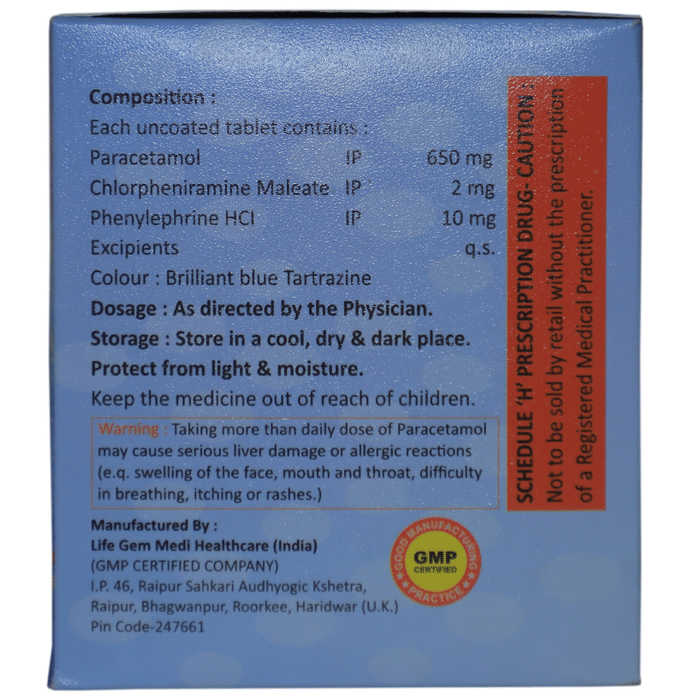 Composition :
Each uncoated tablet contains :
Paracetamol IP 650 mg
Chlorpheniramine Maleate IP 2 mg
Phenylephrine HCl IP 10 mg
Excipients q.s.
Colour : Brilliant blue Tartrazine
Dosage : As directed by the Physician.
Storage : Store in a cool, dry & dark place.
Protect from light & moisture.
Keep the medicine out of reach of children.
Warning : Taking more than daily dose of Paracetamol
may cause serious liver damage or allergic reactions
(e.q. swelling of the face, mouth and throat, difficulty
in breathing, itching or rashes.)
Manufactured By :
Life Gem Medi Healthcare (India)
(GMP CERTIFIED COMPANY)
I.P. 46, Raipur Sahkari Audhyogic Kshetra,
Raipur, Bhagwanpur, Roorkee, Haridwar (U.K.)
Pin Code-247661
GOOD MANUFACTURING
GMP
CERTIFIED
PRACTICE
SCHEDULE 'H' PRESCRIPTION DRUG- CAUTION :
Not to be sold by retail without the prescription
of a Registered Medical Practitioner.